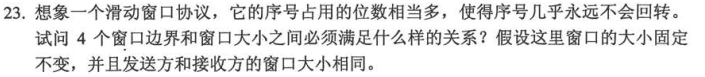 23. 想象一个滑动窗口协议，它的序号占用的位数相当多，使得序号几乎永远不会回转。
试问 4 个窗口边界和窗口大小之间必须满足什么样的关系？假设这里窗口的大小固定
不变，并且发送方和接收方的窗口大小相同。